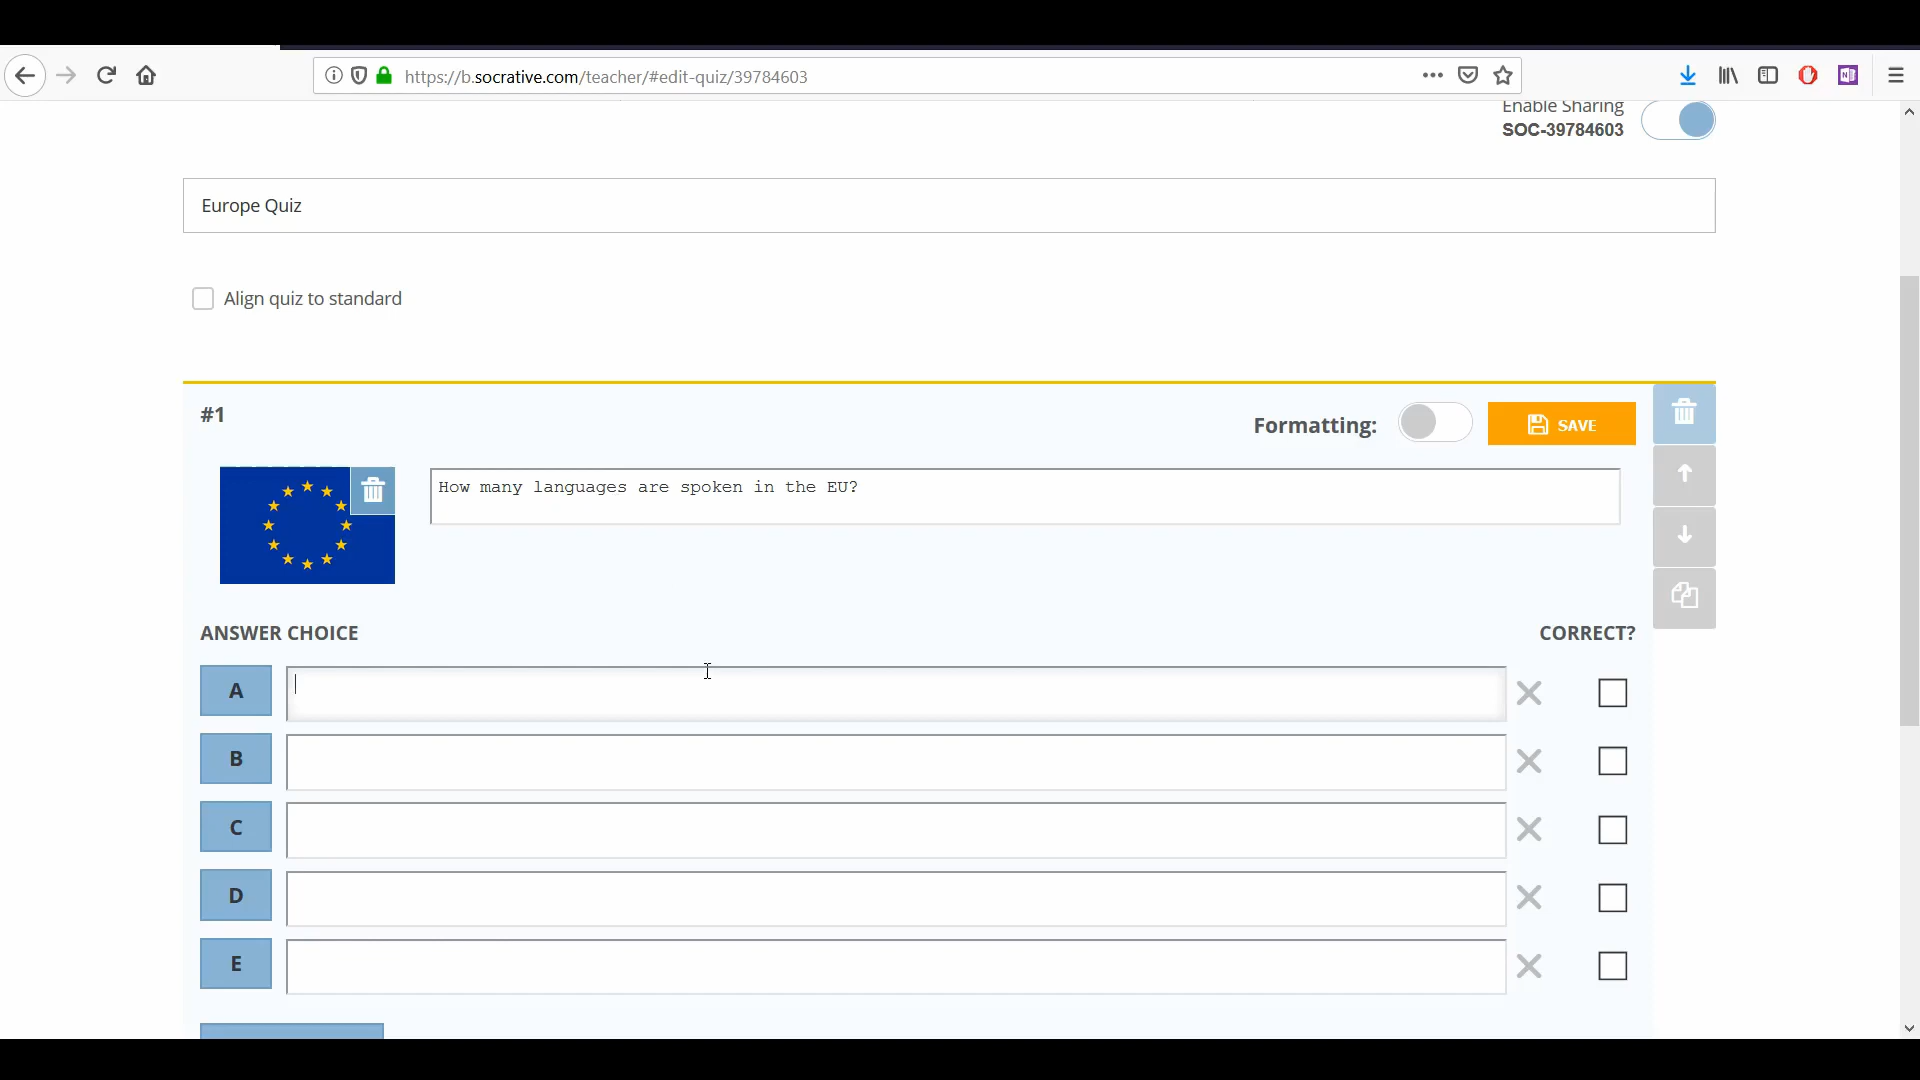 https://b.socrative.com/teacher/#edit-quiz/39784603
Enable Sharing
SOC-39784603
Europe Quiz
Align quiz to standard
#1
Formatting:
SAVE
How many languages are spoken in the EU?
ANSWER CHOICE
CORRECT?
A
B
C
D
E